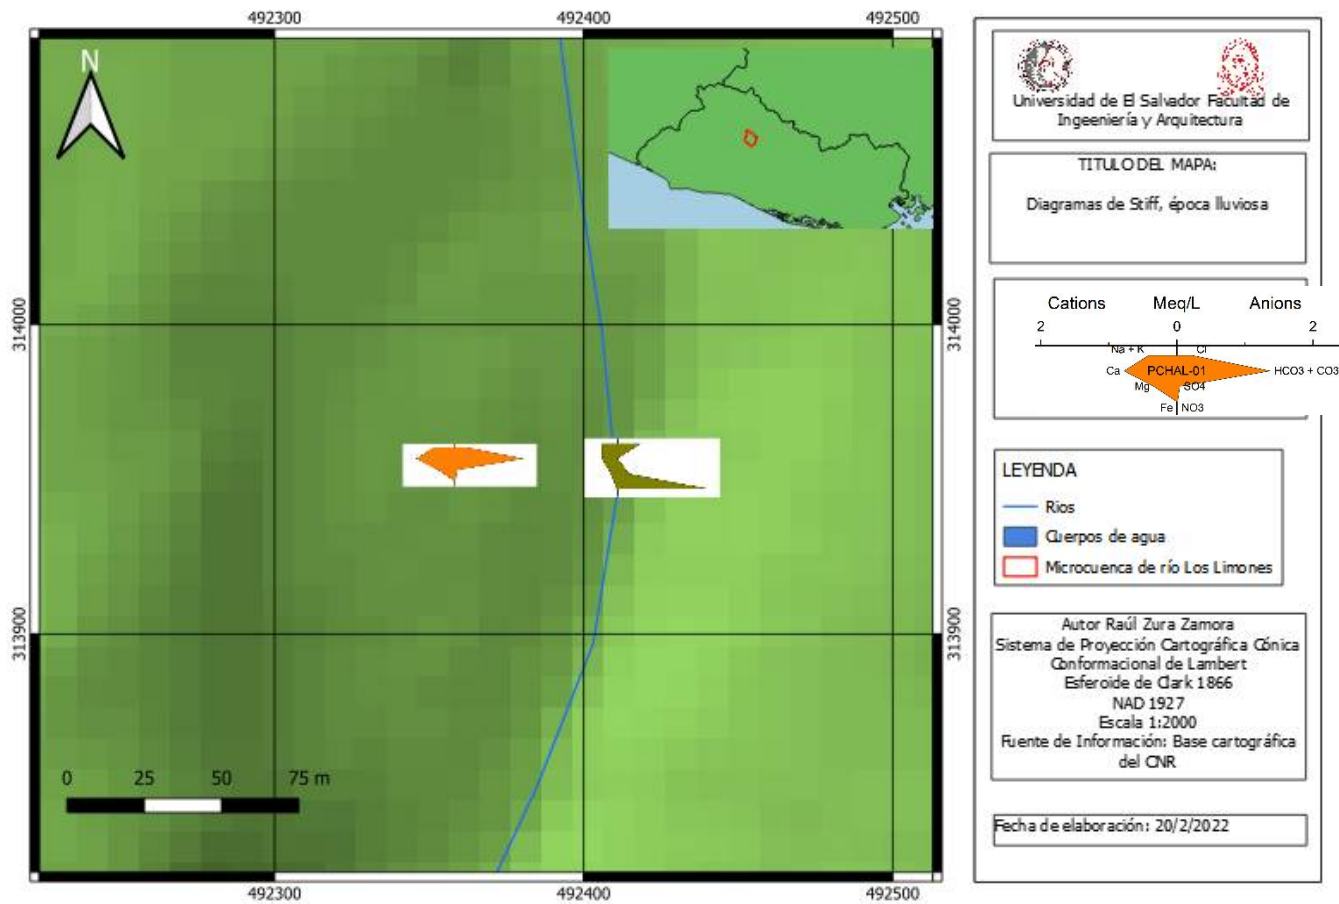 492300 492400 492500
N
314000
314000
313900
313900
0 25 50 75 m
492300 492400 492500
Universidad de El Salvador Facultad de
Ingeeniería y Arquitectura
TITULO DEL MAPA:
Diagramas de Stiff, época lluviosa
Cations Meq/L Anions
2 0 2
Na + K Cl
Ca PCHAL-01 HCO3 + CO3
Mg SO4
Fe NO3
LEYENDA
Rios
Cuerpos de agua
Microcuenca de río Los Limones
Autor Raúl Zura Zamora
Sistema de Proyección Cartográfica Cónica
Conformacional de Lambert
Esferoide de Clark 1866
NAD 1927
Escala 1:2000
Fuente de Información: Base cartográfica
del CNR
Fecha de elaboración: 20/2/2022